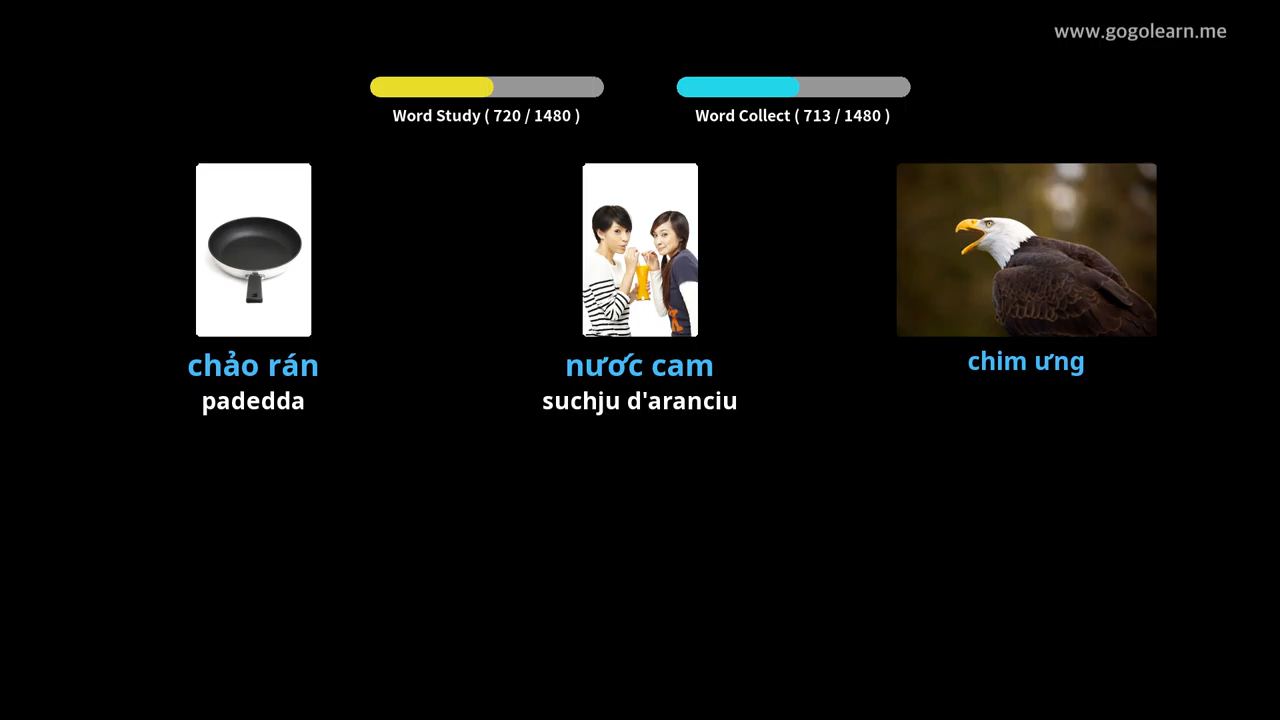 www.gogolearn.me
Word Study ( 720 / 1480 )
Word Collect ( 713 / 1480 )
chảo rán
nước cam
chim ưng
padedda
suchju d'aranciu